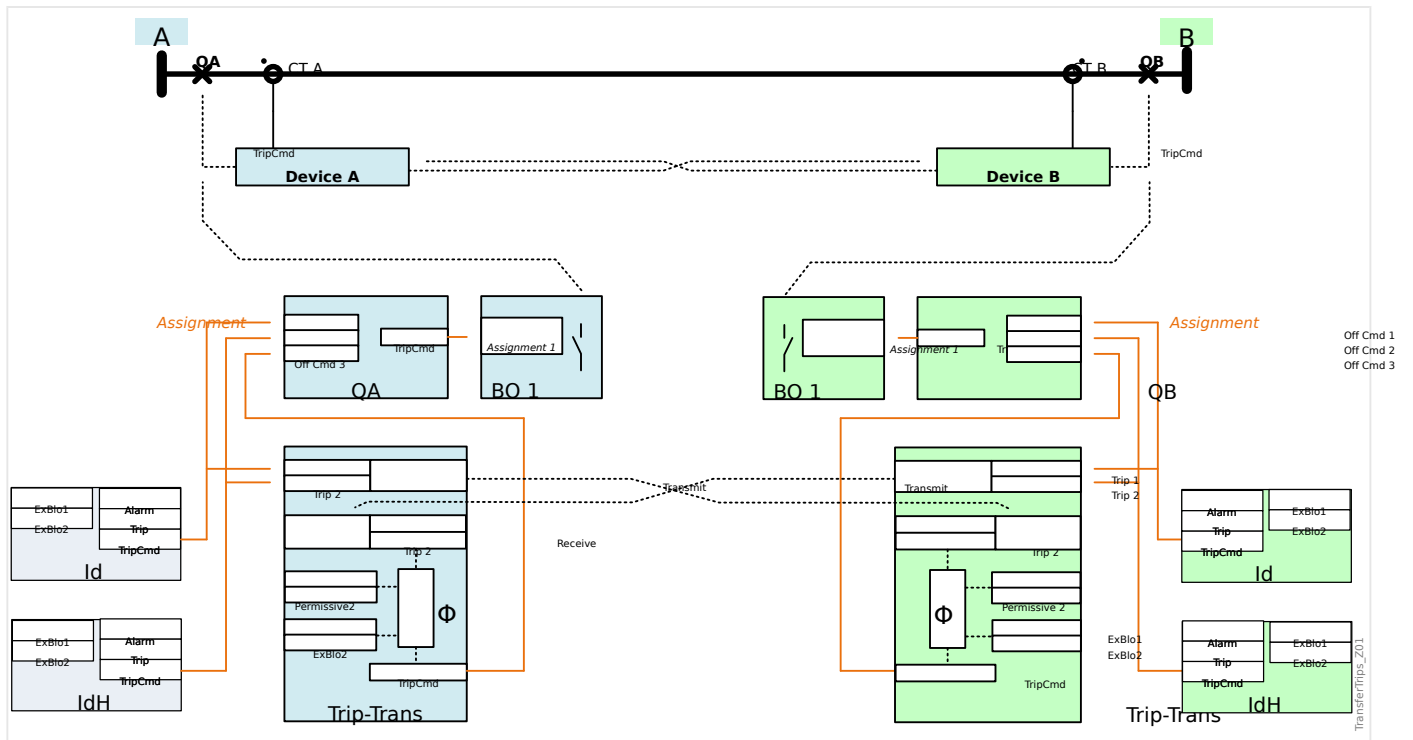 A
B
QA
CT A
CT B
QB
TripCmd
TripCmd
Device A
Device B
Assignment
Assignment
Off Cmd 1
TripCmd
Assignment 1
Assignment 1
Tr
Off Cmd 2
Off Cmd 3
Off Cmd 3
QA
BO 1
BO 1
QB
Trip 2
Transmit
Transmit
Trip 1
Trip 2
ExBlo1
Alarm
Alarm
ExBlo1
ExBlo2
Trip
Trip
ExBlo2
TripCmd
TripCmd
Trip 2
Receive
Trip 2
Id
Id
Permissive2
Φ
Φ
Permissive 2
ExBlo1
Alarm
ExBlo1
Alarm
ExBlo1
ExBlo2
Trip
ExBlo2
ExBlo2
Trip
ExBlo2
TripCmd
TripCmd
TripCmd
TripCmd
IdH
Trip-Trans
Trip-Trans
IdH
TransferTrips_Z01